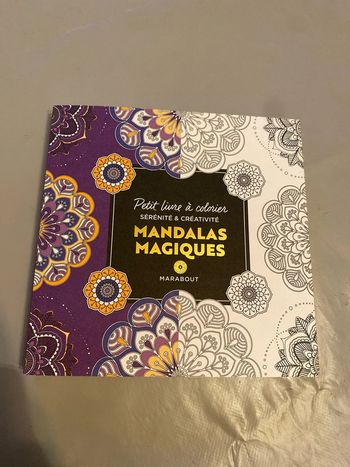 Petit livre à colorier
SÉRÉNITÉ & CRÉATIVITÉ
MANDALAS
MAGIQUES
MARABOUT